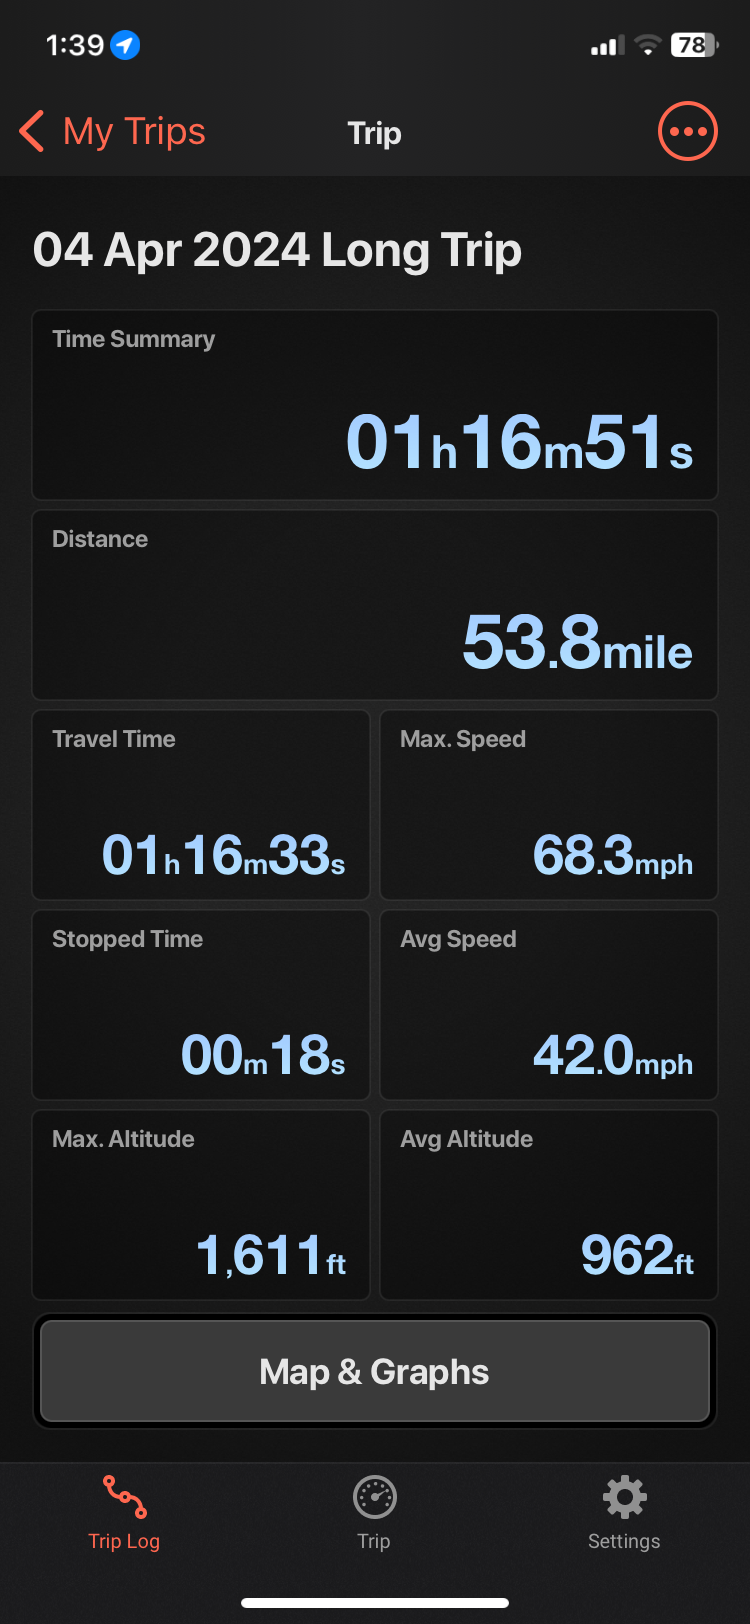 1:39
78
My Trips
Trip
04 Apr 2024 Long Trip
Time Summary
01h16m51s
Distance
53.8mile
Travel Time
01h16m33s
Max. Speed
68.3mph
Stopped Time
00m18s
Avg Speed
42.0mph
Max. Altitude
1,611ft
Avg Altitude
962ft
Map & Graphs
Trip Log
Trip
Settings